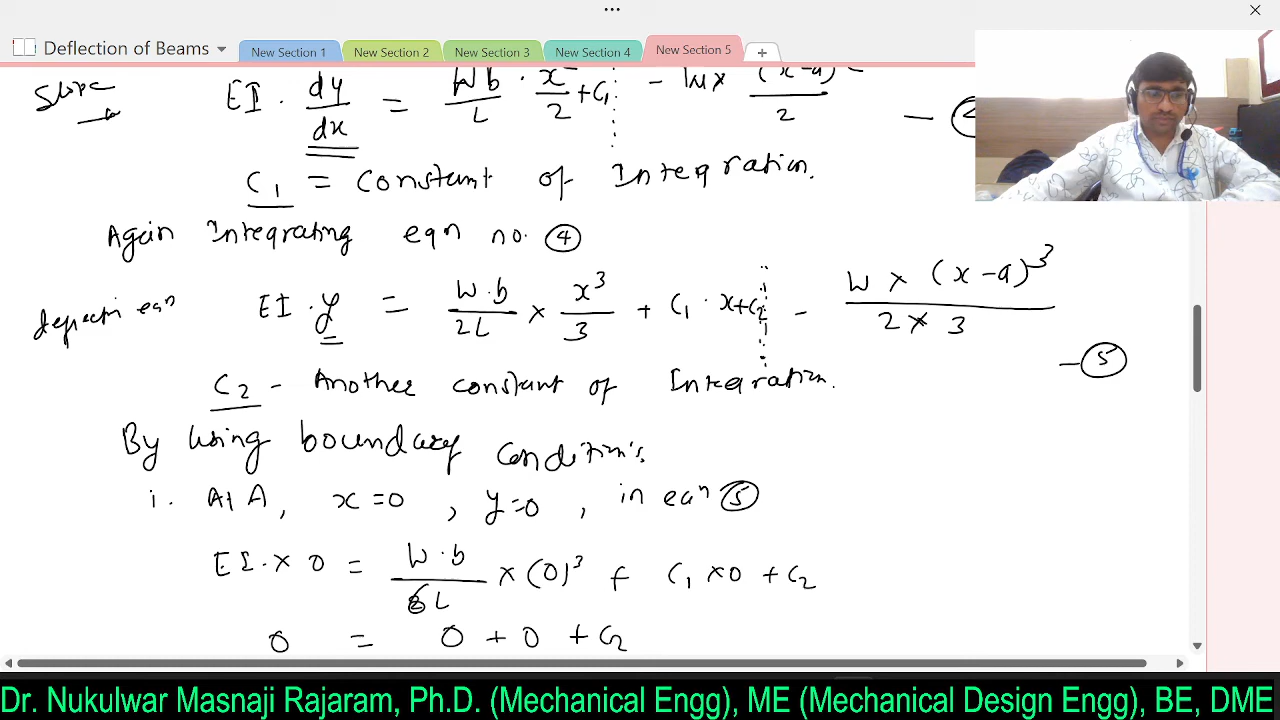 Deflection of Beams New Section 1 New Section 2 New Section 3 New Section 4 New Section 5
Slope EI · dy/dx = Wb/L · x²/2 + C₁ - W × (x-a)²/2 — ④
C₁ = constant of Integration.
Again Integrating eqn no. ④
EI · y = W·b/2L × x³/3 + C₁ · x + C₂ - W × (x-a)³/2×3 — ⑤
C₂ - Another constant of Integration.
By using boundary conditions
i. At A, x=0, y=0, in eqn ⑤
EI · × 0 = W·b/6L × (0)³ + C₁ × 0 + C₂
0 = 0 + 0 + C₂
Dr. Nukulwar Masnaji Rajaram, Ph.D. (Mechanical Engg), ME (Mechanical Design Engg), BE, DME